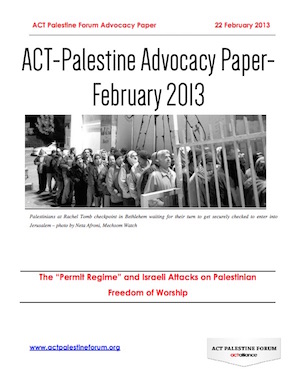 ACT Palestine Forum Advocacy Paper 22 February 2013
ACT-Palestine Advocacy Paper-
February 2013
Palestinians at Rachel Tomb checkpoint in Bethlehem waiting for their turn to get securely checked to enter into
Jerusalem – photo by Neta Afroni, Machsom Watch
The “Permit Regime” and Israeli Attacks on Palestinian
Freedom of Worship
www.actpalestineforum.org
ACT PALESTINE FORUM
actalliance